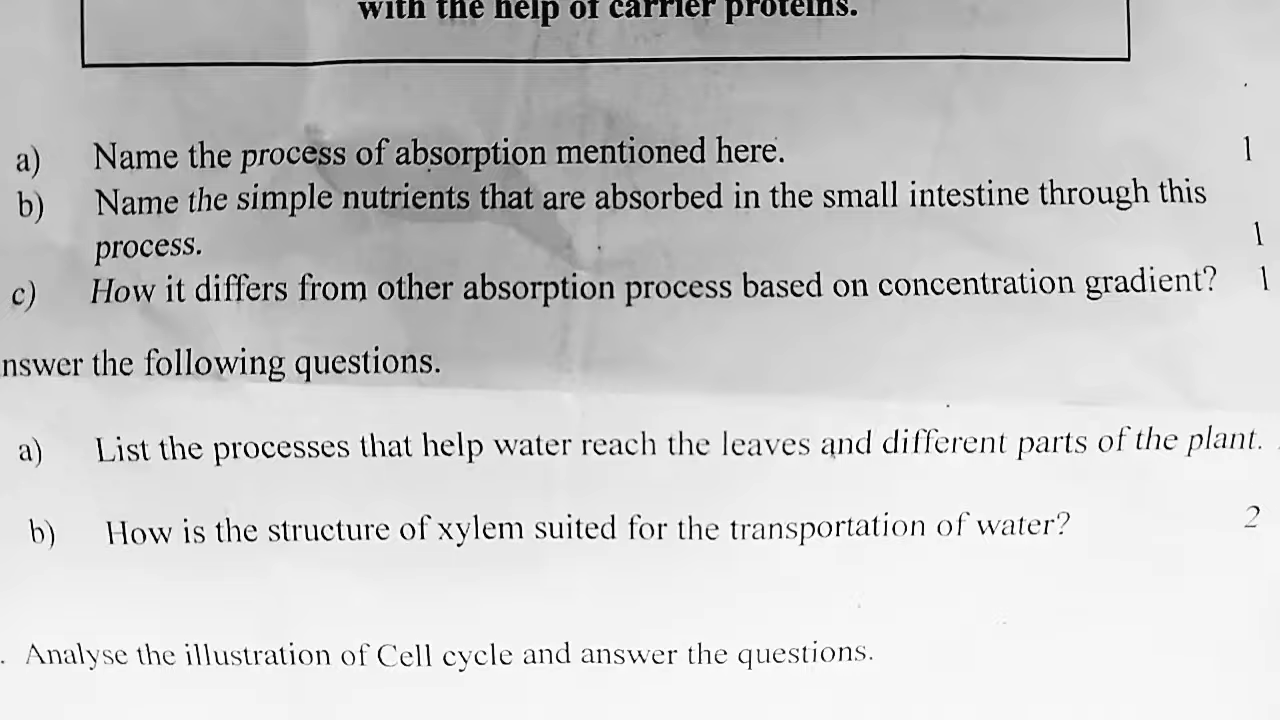 with the help of carrier proteins.
a) Name the process of absorption mentioned here. 1
b) Name the simple nutrients that are absorbed in the small intestine through this
process. 1
c) How it differs from other absorption process based on concentration gradient? 1
nswer the following questions.
a) List the processes that help water reach the leaves and different parts of the plant.
b) How is the structure of xylem suited for the transportation of water? 2
. Analyse the illustration of Cell cycle and answer the questions.